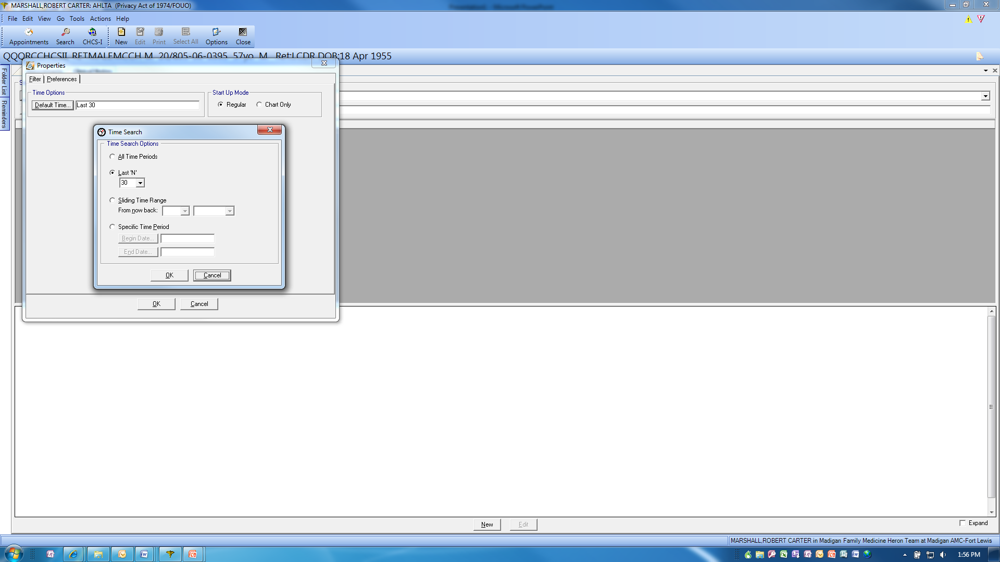 MARSHALL,ROBERT CARTER: AHLTA (Privacy Act of 1974/FOUO)
File Edit View Go Tools Actions Help
Appointments Search CHCS-I New Edit Print Select All Options Close
QQQRCCHCSII, RETMALEMCCH M 20/805-06-0395 57yo M Ret:LCDR DOB:18 Apr 1955
Folder List
Reminders
Properties
Filter Preferences
Time Options
Default Time... Last 30
Start Up Mode
Regular Chart Only
Time Search
Time Search Options
All Time Periods
Last 'N'
30
Sliding Time Range
From now back:
Specific Time Period
Begin Date...
End Date...
OK Cancel
OK Cancel
New Edit
Expand
MARSHALL,ROBERT CARTER in Madigan Family Medicine Heron Team at Madigan AMC-Fort Lewis
1:56 PM